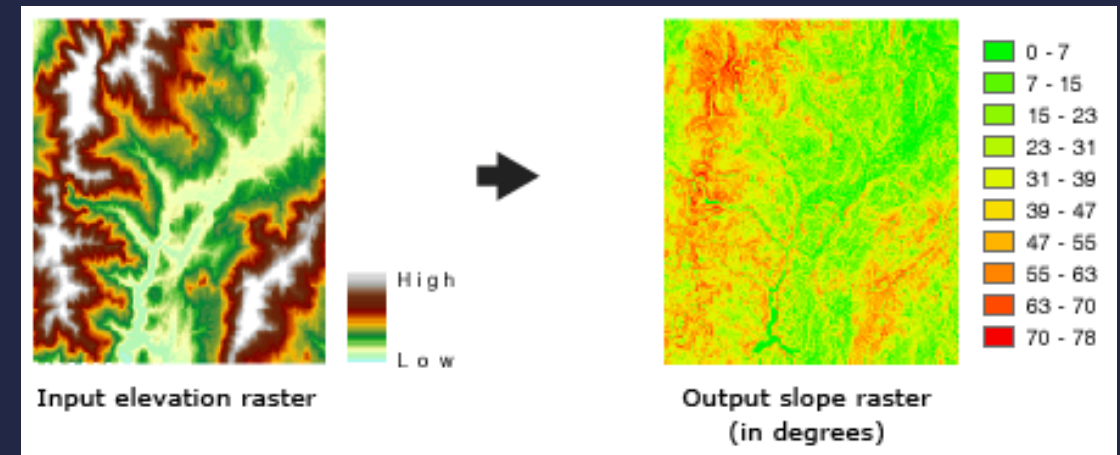 High
Low
Input elevation raster
0 - 7
7 - 15
15 - 23
23 - 31
31 - 39
39 - 47
47 - 55
55 - 63
63 - 70
70 - 78
Output slope raster
(in degrees)